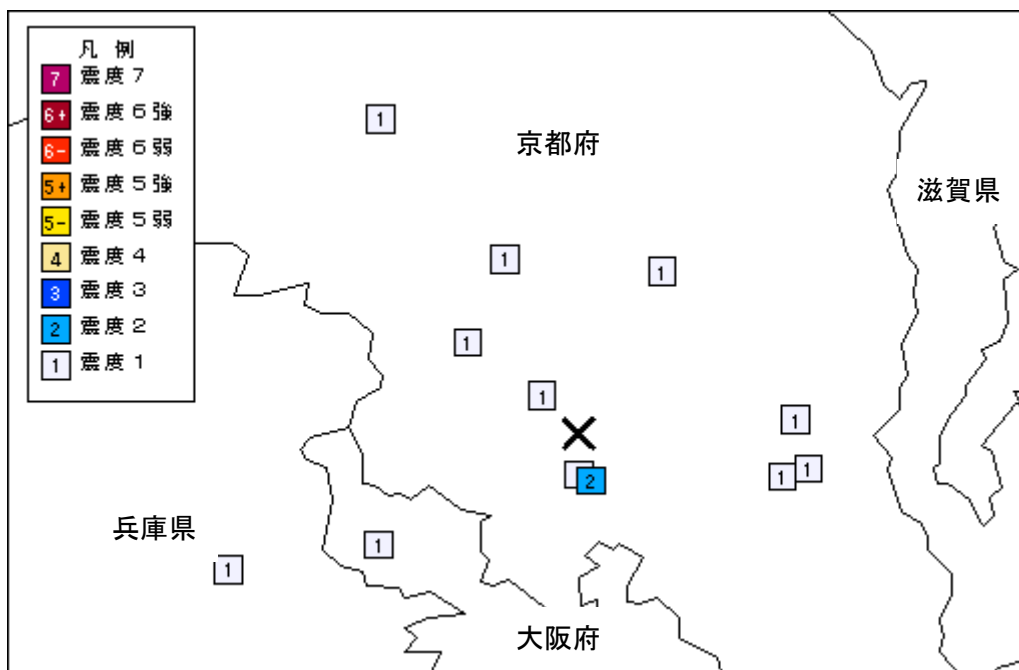 凡 例
7 震度7
6+ 震度6強
6- 震度6弱
5+ 震度5強
5- 震度5弱
4 震度4
3 震度3
2 震度2
1 震度1
1
京都府
滋賀県
1
1
1
1
1
1
1
2
兵庫県
1
1
大阪府